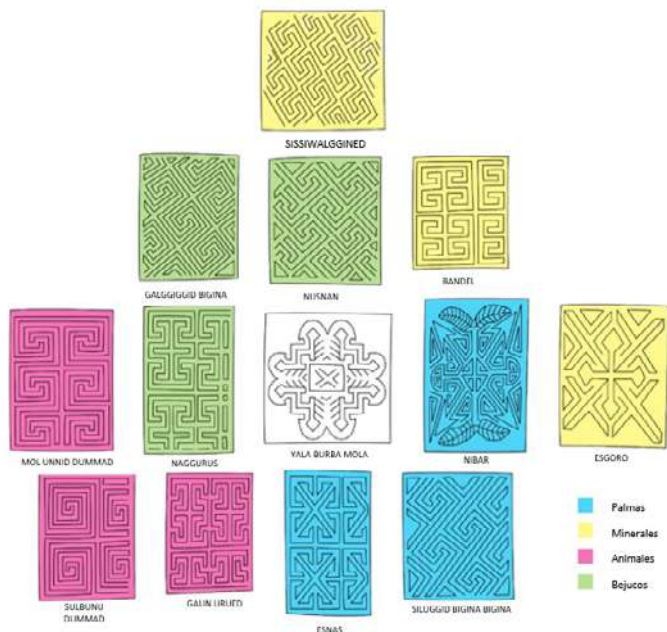 SISSIWALGGINED
GALGGIGGID BIGINA
NUSNAN
BANDEL
MOL UNNID DUMMAD
NAGGURUS
YALA BURBA MOLA
NIBAR
ESGORO
SULBUNU
DUMMAD
GALIN URUED
ESNAS
SILUGGID BIGINA BIGINA
Palmas
Minerales
Animales
Bejucos